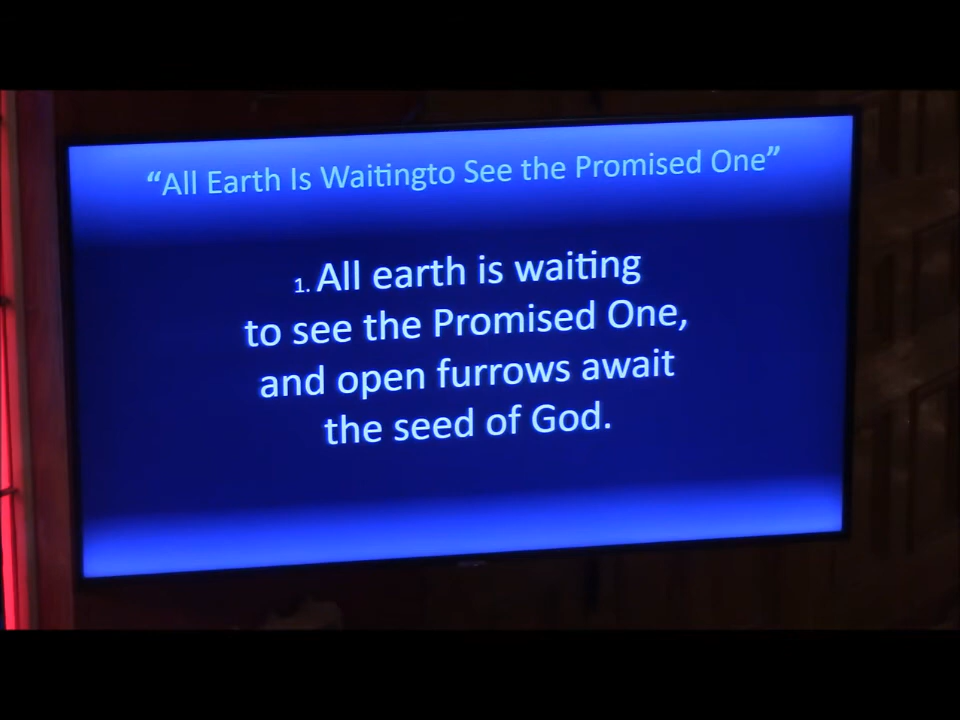 “All Earth Is Waitingto See the Promised One”
1. All earth is waiting
to see the Promised One,
and open furrows await
the seed of God.